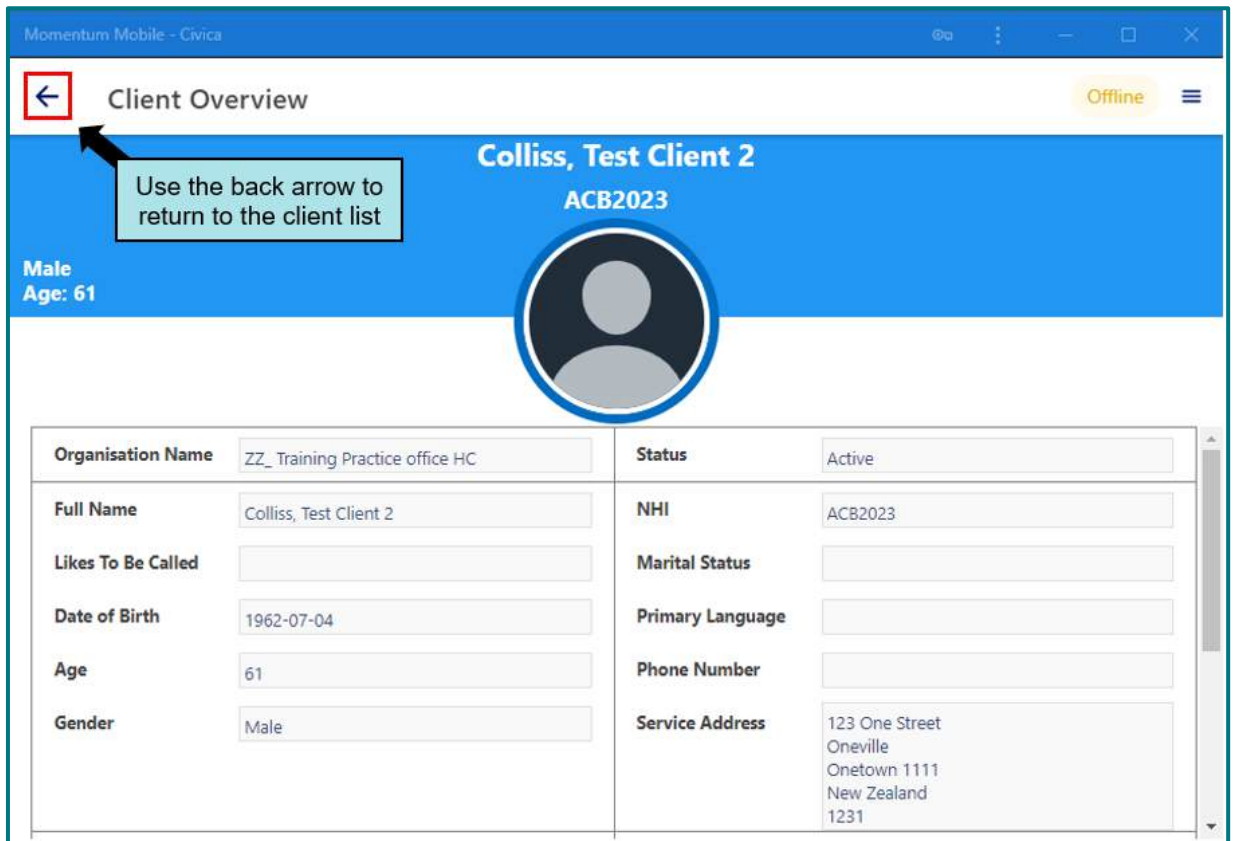 Momentum Mobile - Civica
Client Overview
Offline
Use the back arrow to
return to the client list
Colliss, Test Client 2
ACB2023
Male
Age: 61
Organisation Name ZZ_ Training Practice office HC
Status Active
Full Name Colliss, Test Client 2
NHI ACB2023
Likes To Be Called
Marital Status
Date of Birth 1962-07-04
Primary Language
Age 61
Phone Number
Gender Male
Service Address 123 One Street
Oneville
Onetown 1111
New Zealand
1231